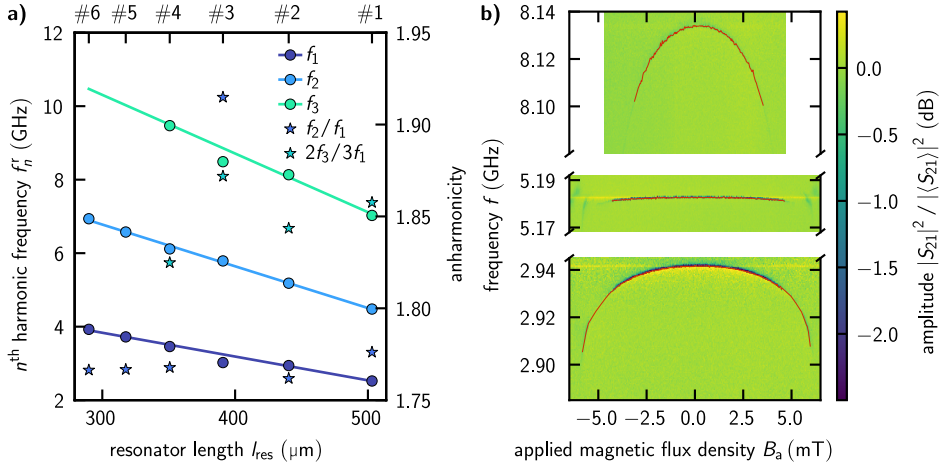 a)
#6 #5 #4 #3 #2 #1
12
10
8
6
4
2
nth harmonic frequency f_n^r (GHz)
f1
f2
f3
f2/f1
2f3/3f1
1.95
1.90
1.85
1.80
1.75
anharmonicity
300 400 500
resonator length l_res (μm)
b)
8.14
8.12
8.10
5.19
5.17
2.94
2.92
2.90
frequency f (GHz)
−5.0 −2.5 0.0 2.5 5.0
applied magnetic flux density B_a (mT)
0.0
−0.5
−1.0
−1.5
−2.0
amplitude |S21|² / |⟨S21⟩|² (dB)